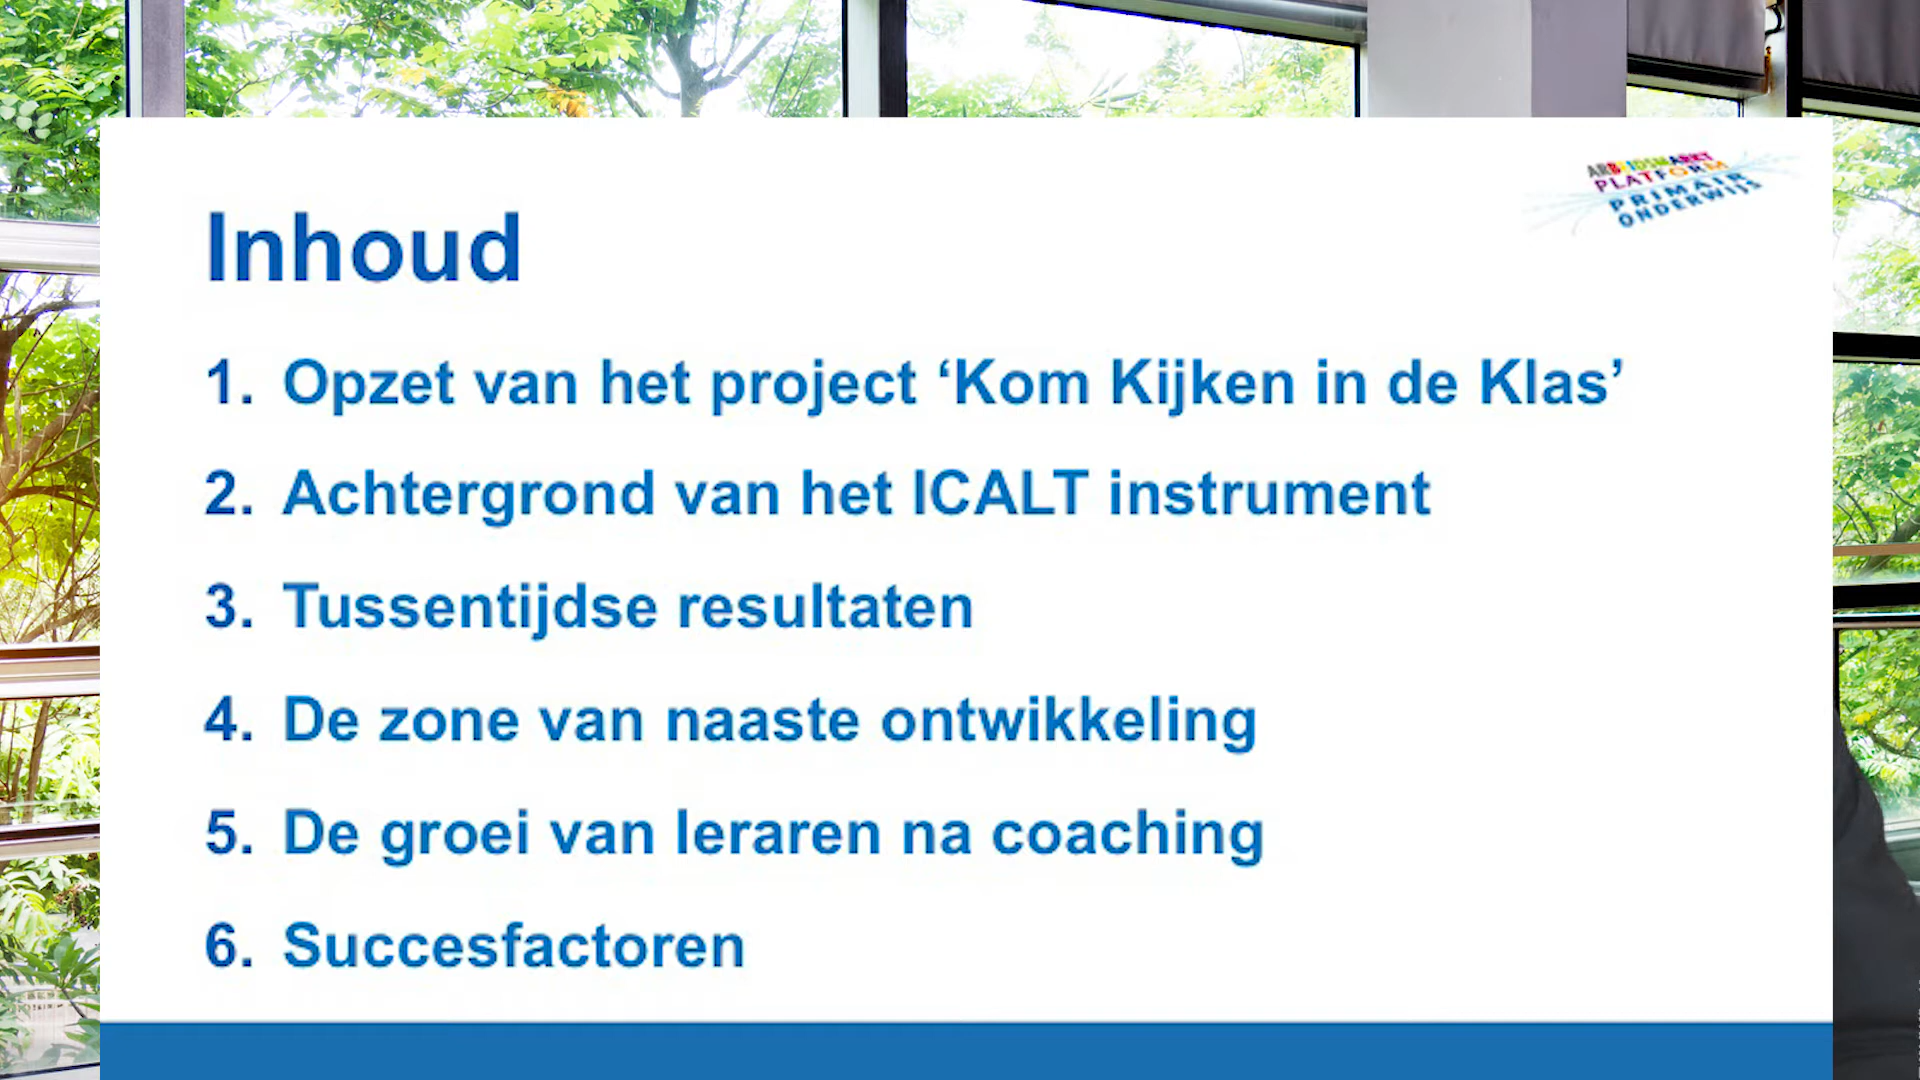 ARBEIDSMARKT
PLATFORM
PRIMAIR
ONDERWIJS
Inhoud
1. Opzet van het project ‘Kom Kijken in de Klas’
2. Achtergrond van het ICALT instrument
3. Tussentijdse resultaten
4. De zone van naaste ontwikkeling
5. De groei van leraren na coaching
6. Succesfactoren